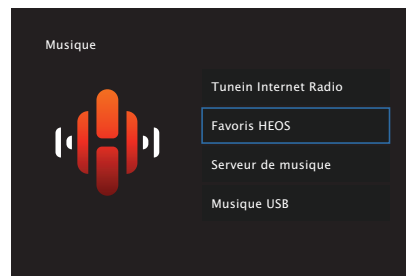 Musique
Tunein Internet Radio
Favoris HEOS
Serveur de musique
Musique USB